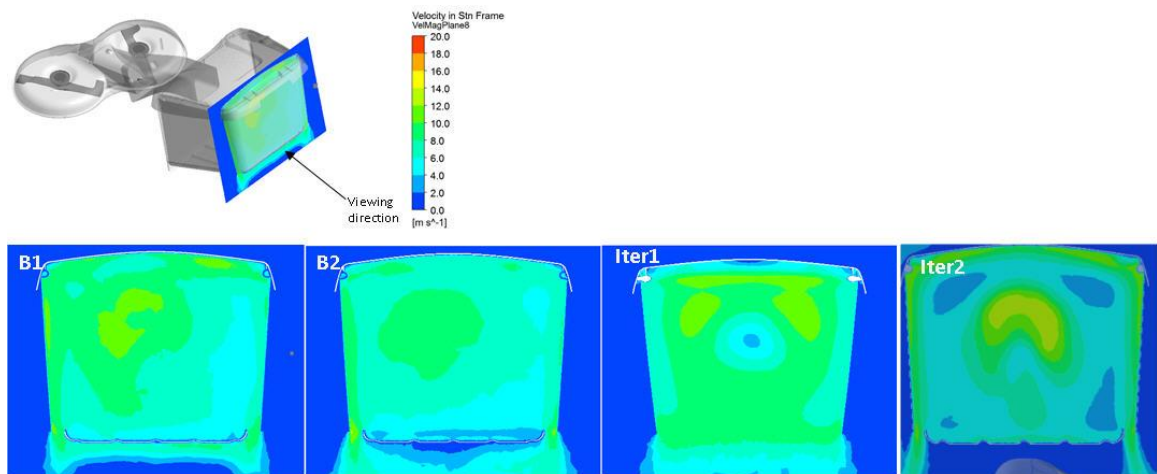 Velocity in Stn Frame
VelMagPlane8
20.0
18.0
16.0
14.0
12.0
10.0
8.0
6.0
4.0
2.0
0.0
[m s^-1]
Viewing
direction
B1
B2
Iter1
Iter2